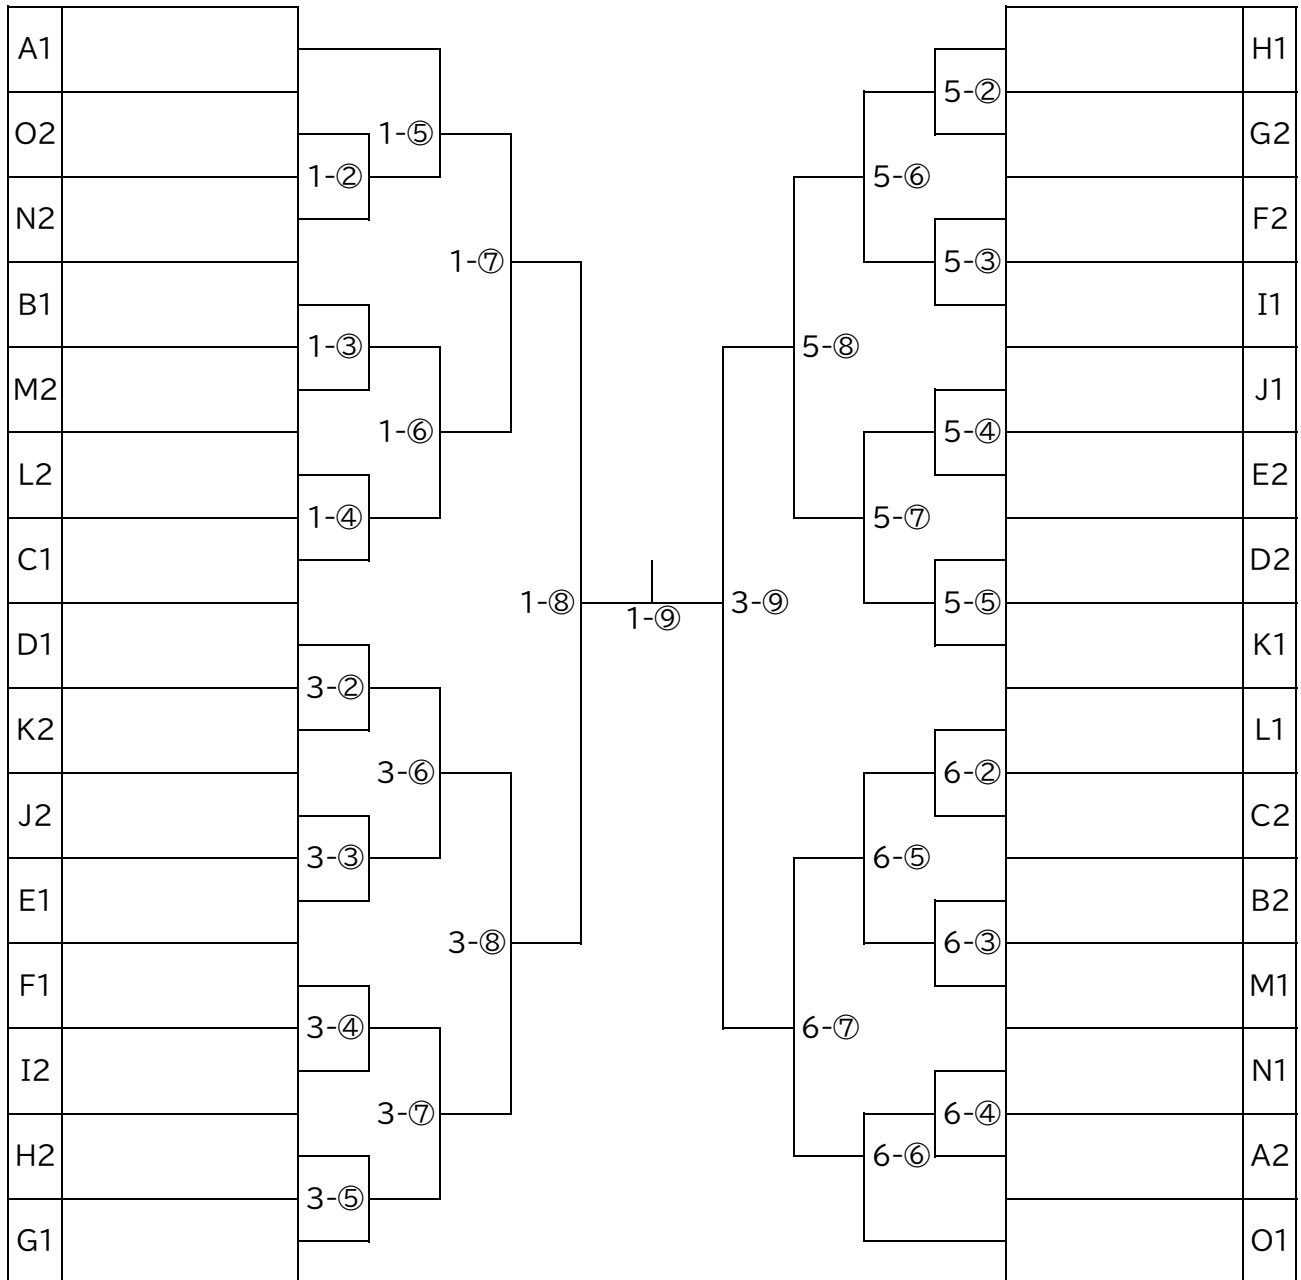 A1
H1
5-②
O2
1-⑤
G2
1-②
5-⑥
N2
F2
1-⑦
5-③
B1
I1
1-③
5-⑧
M2
J1
1-⑥
5-④
L2
E2
1-④
5-⑦
C1
D2
1-⑧
1-⑨
3-⑨
5-⑤
D1
K1
3-②
K2
L1
3-⑥
6-②
J2
C2
3-③
6-⑤
E1
B2
3-⑧
6-③
F1
M1
3-④
6-⑦
I2
N1
3-⑦
6-④
H2
6-⑥
A2
3-⑤
G1
O1